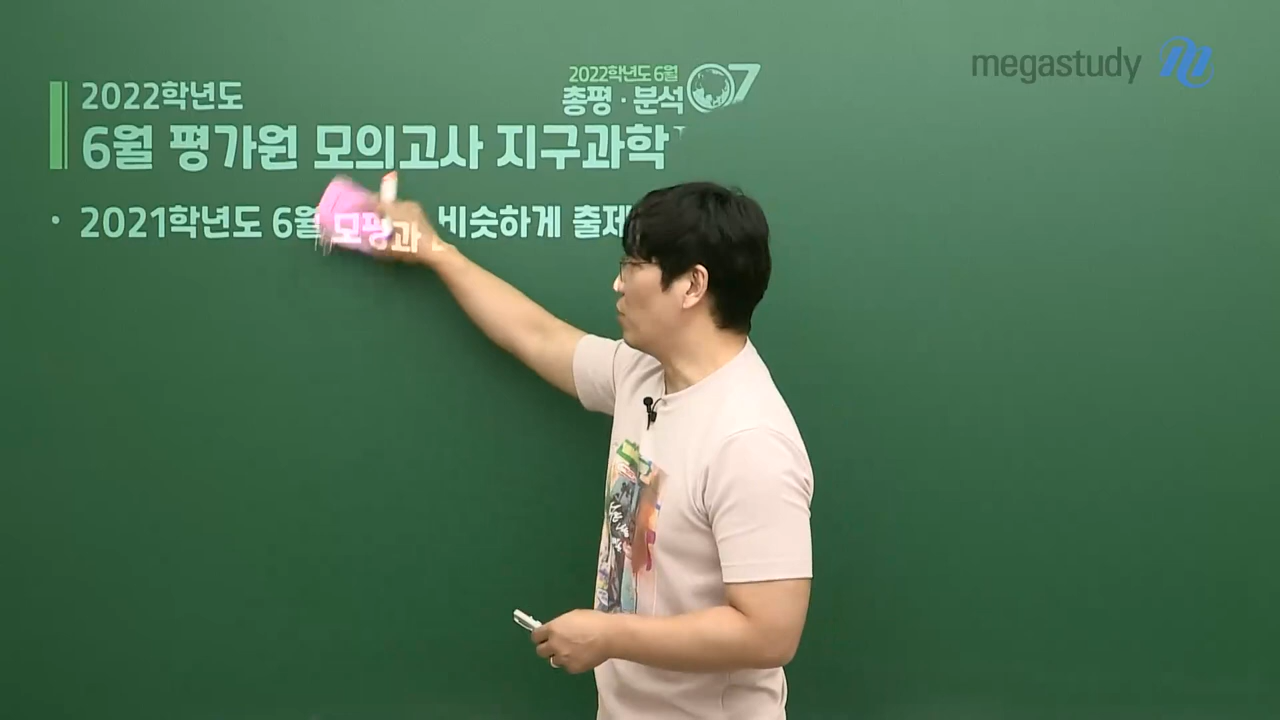 megastudy
2022학년도 6월
총평 · 분석
2022학년도
6월 평가원 모의고사 지구과학
• 2021학년도 6월 모평과 비슷하게 출제